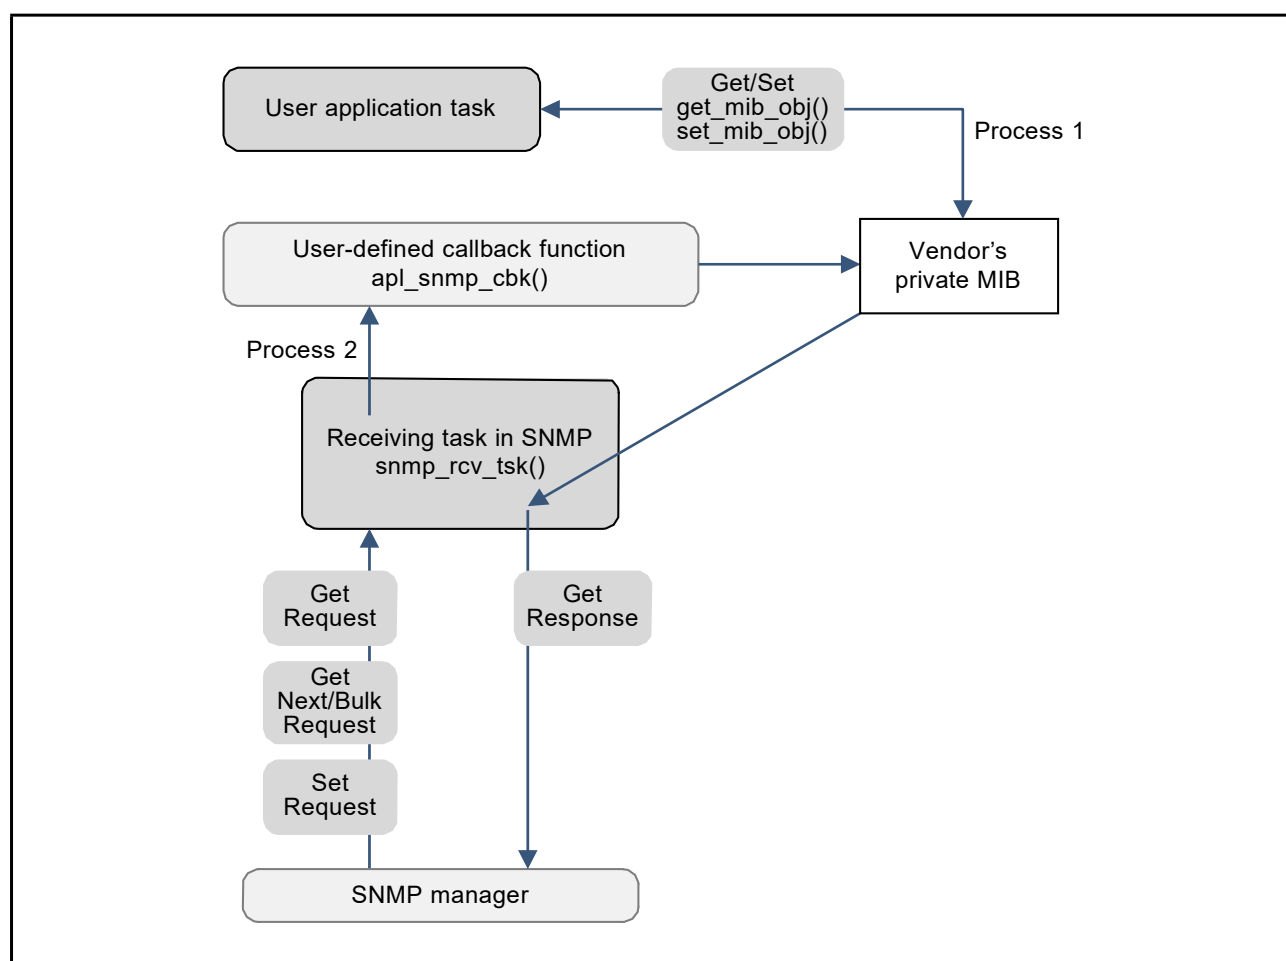 User application task
Get/Set
get_mib_obj()
set_mib_obj()
Process 1
User-defined callback function
apl_snmp_cbk()
Vendor’s
private MIB
Process 2
Receiving task in SNMP
snmp_rcv_tsk()
Get
Request
Get
Response
Get
Next/Bulk
Request
Set
Request
SNMP manager